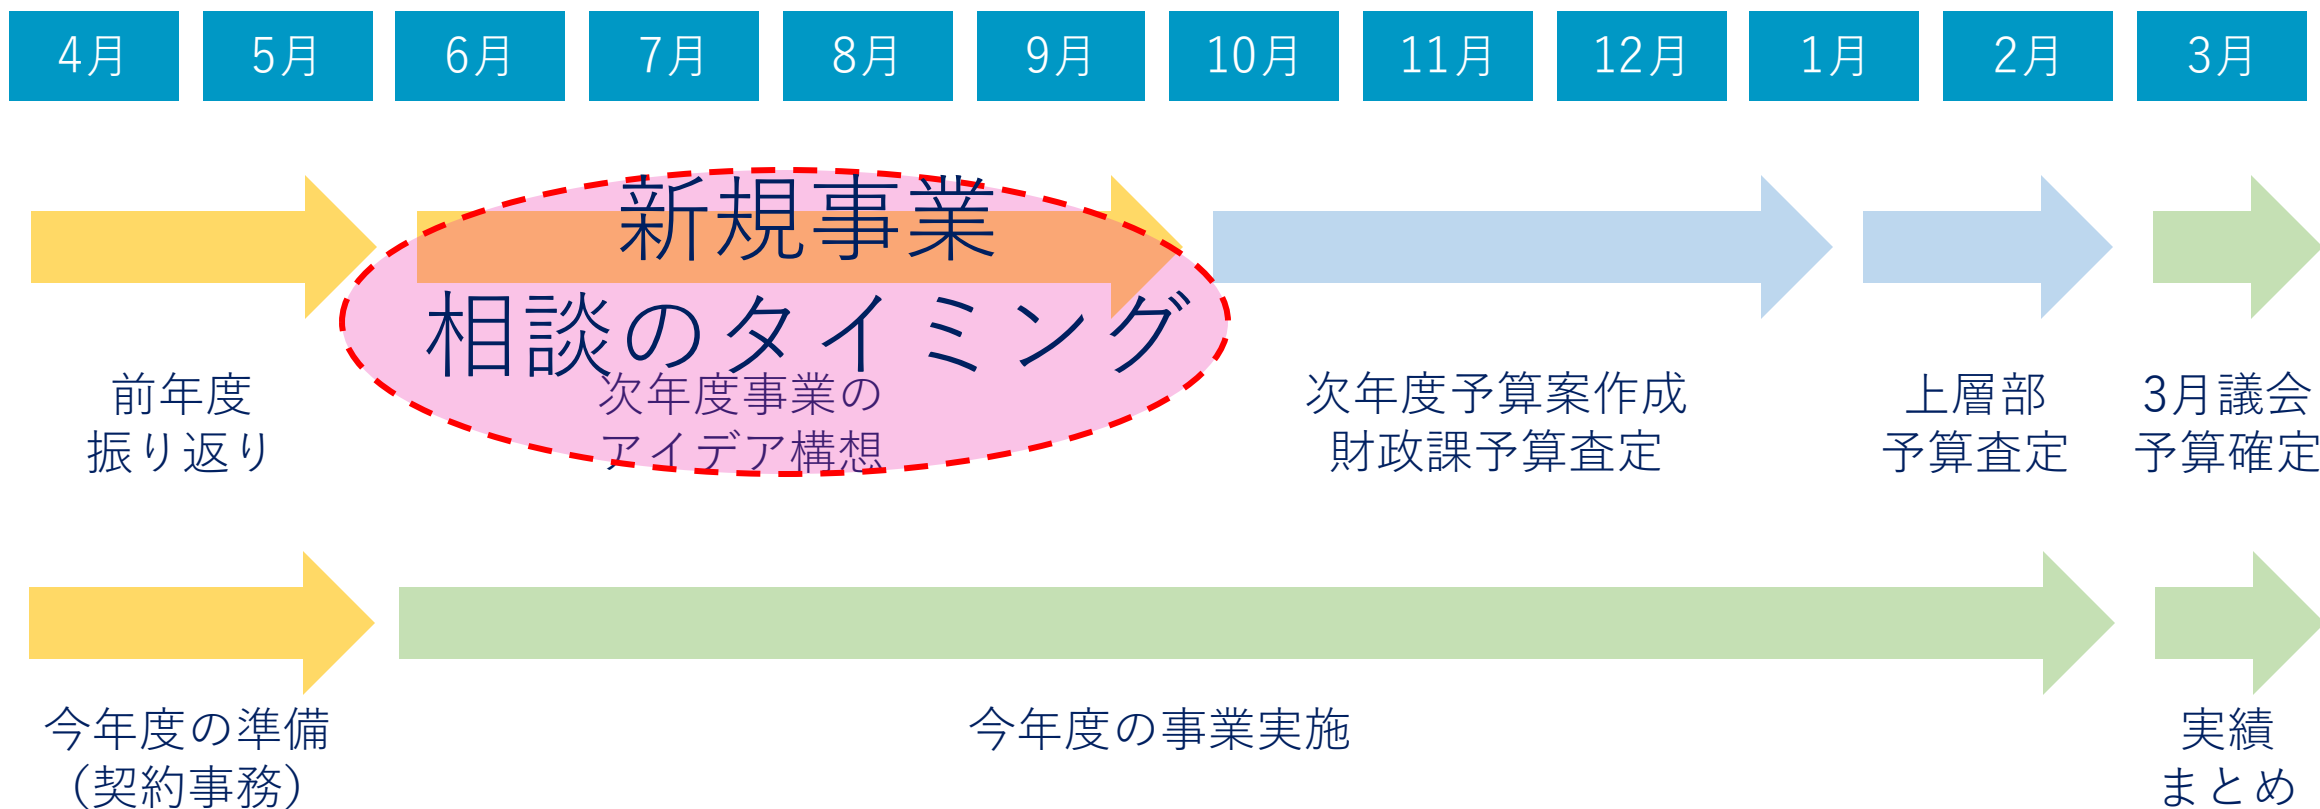 4月 5月 6月 7月 8月 9月 10月 11月 12月 1月 2月 3月
新規事業
相談のタイミング
前年度
振り返り
次年度事業の
アイデア構想
次年度予算案作成
財政課予算査定
上層部
予算査定
3月議会
予算確定
今年度の準備
（契約事務）
今年度の事業実施
実績
まとめ